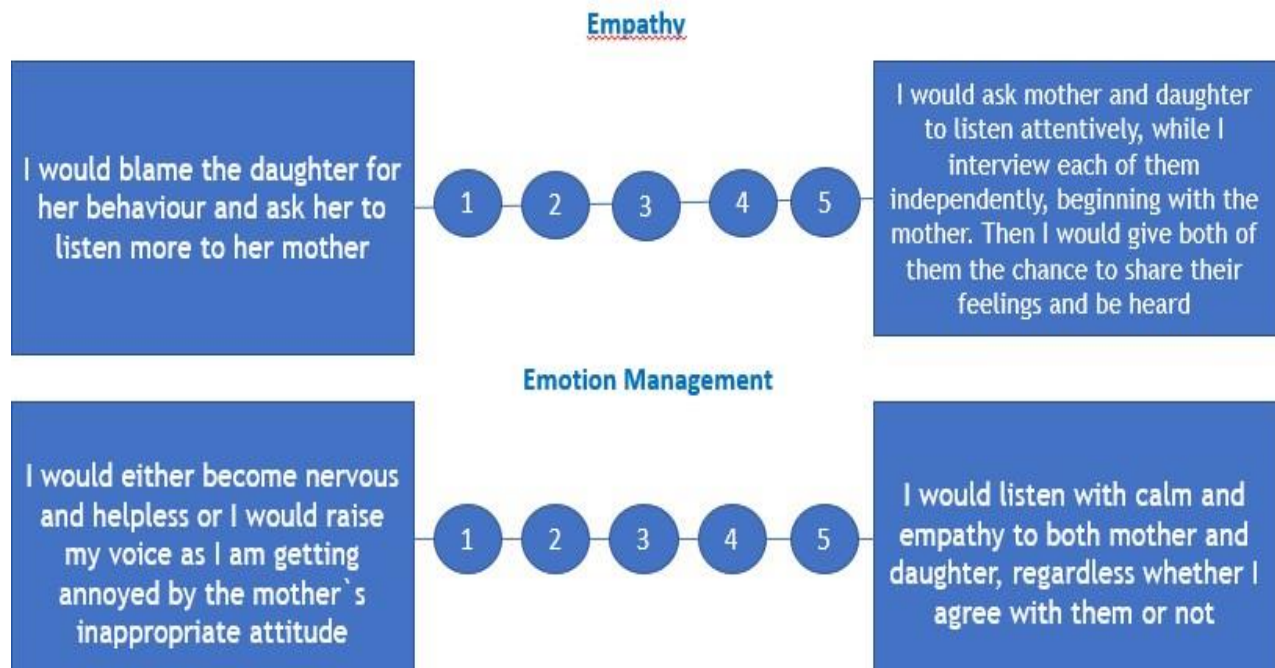 Empathy
I would blame the daughter for
her behaviour and ask her to
listen more to her mother
1 2 3 4 5
I would ask mother and daughter
to listen attentively, while I
interview each of them
independently, beginning with the
mother. Then I would give both of
them the chance to share their
feelings and be heard
Emotion Management
I would either become nervous
and helpless or I would raise
my voice as I am getting
annoyed by the mother`s
inappropriate attitude
1 2 3 4 5
I would listen with calm and
empathy to both mother and
daughter, regardless whether I
agree with them or not